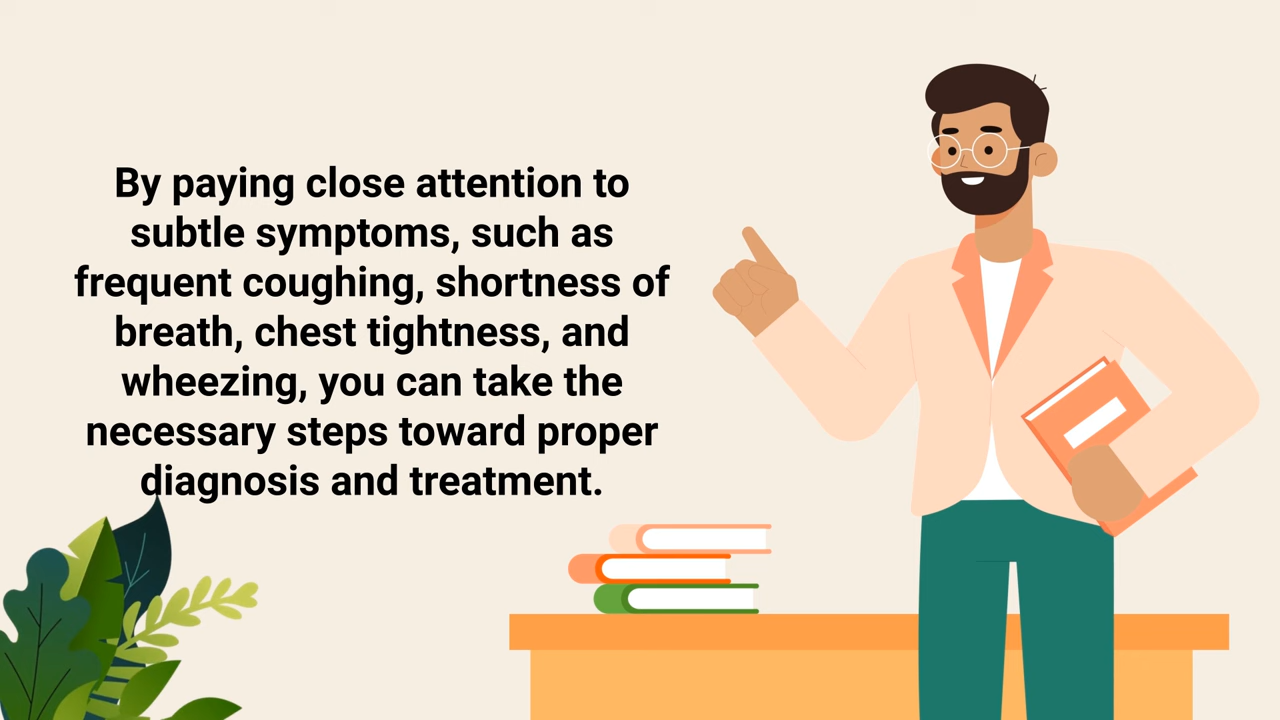 By paying close attention to
subtle symptoms, such as
frequent coughing, shortness of
breath, chest tightness, and
wheezing, you can take the
necessary steps toward proper
diagnosis and treatment.